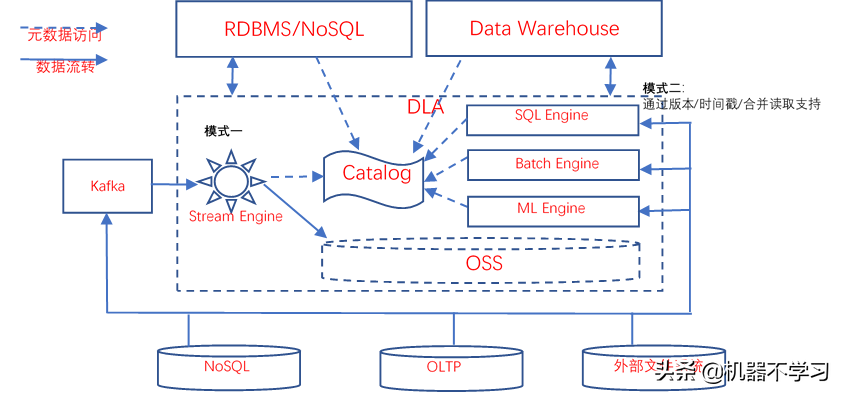 元数据访问
数据流转
RDBMS/NoSQL
Data Warehouse
模式二:
通过版本/时间戳/合并读取支持
DLA
模式一
SQL Engine
Catalog
Batch Engine
Kafka
ML Engine
Stream Engine
OSS
NoSQL
OLTP
外部文
头条 @机器不学习